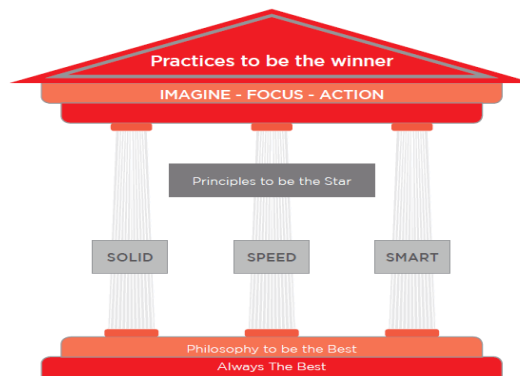 Practices to be the winner
IMAGINE - FOCUS - ACTION
Principles to be the Star
SOLID
SPEED
SMART
Philosophy to be the Best
Always The Best